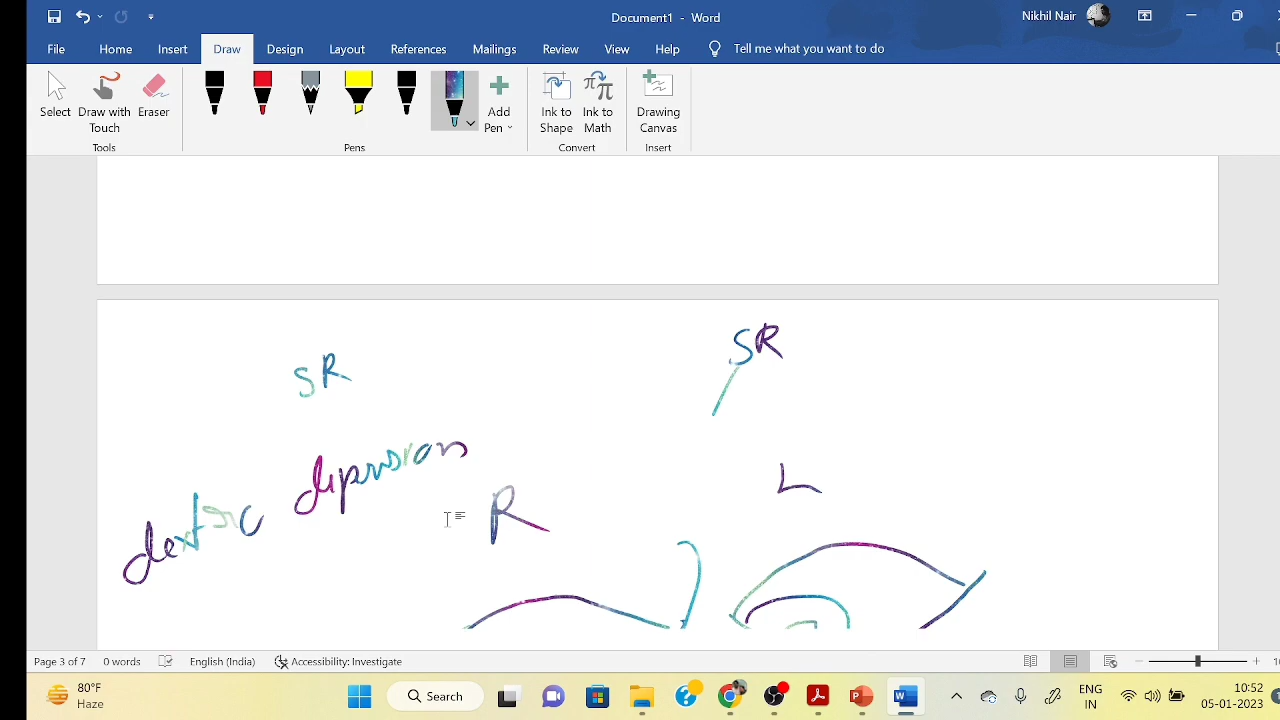 Document1 - Word
Nikhil Nair
File Home Insert Draw Design Layout References Mailings Review View Help Tell me what you want to do
Select Draw with Touch Eraser Add Pen Ink to Shape Ink to Math Drawing Canvas
Tools Pens Convert Insert
SR
SR
L
R
Page 3 of 7 0 words English (India) Accessibility: Investigate
80°F
Haze
Search
ENG
IN
10:52
05-01-2023